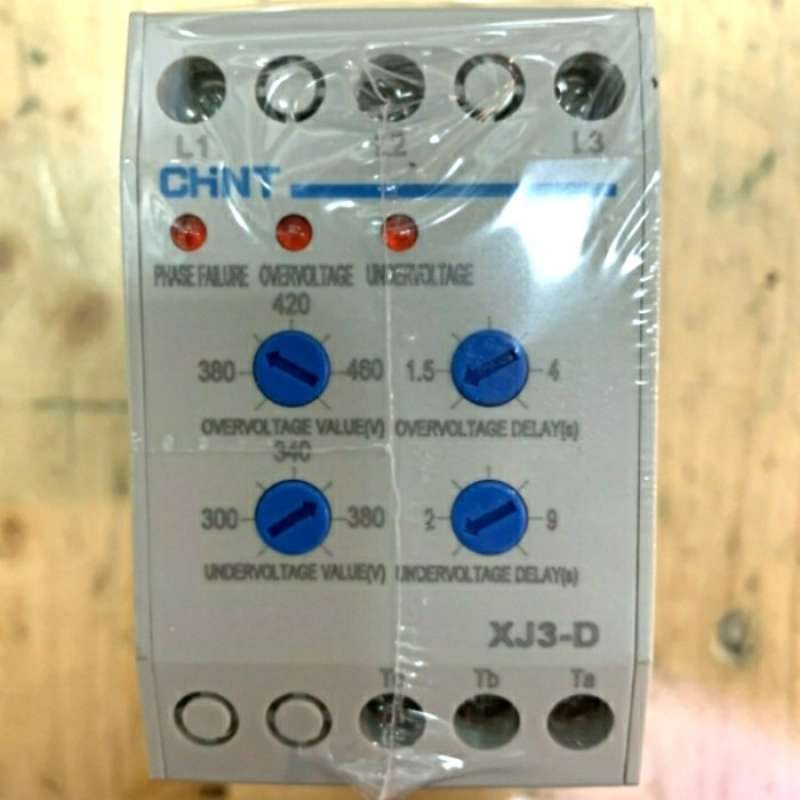 L1 L2 L3
CHNT
PHASE FAILURE OVERVOLTAGE UNDERVOLTAGE
420
380 460 1.5 4
OVERVOLTAGE VALUE(V) OVERVOLTAGE DELAY(s)
340
300 380 2 9
UNDERVOLTAGE VALUE(V) UNDERVOLTAGE DELAY(s)
XJ3-D
Tc Tb Ta